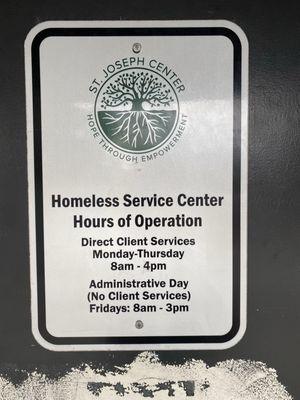 ST. JOSEPH CENTER
HOPE THROUGH EMPOWERMENT
Homeless Service Center
Hours of Operation
Direct Client Services
Monday-Thursday
8am - 4pm
Administrative Day
(No Client Services)
Fridays: 8am - 3pm